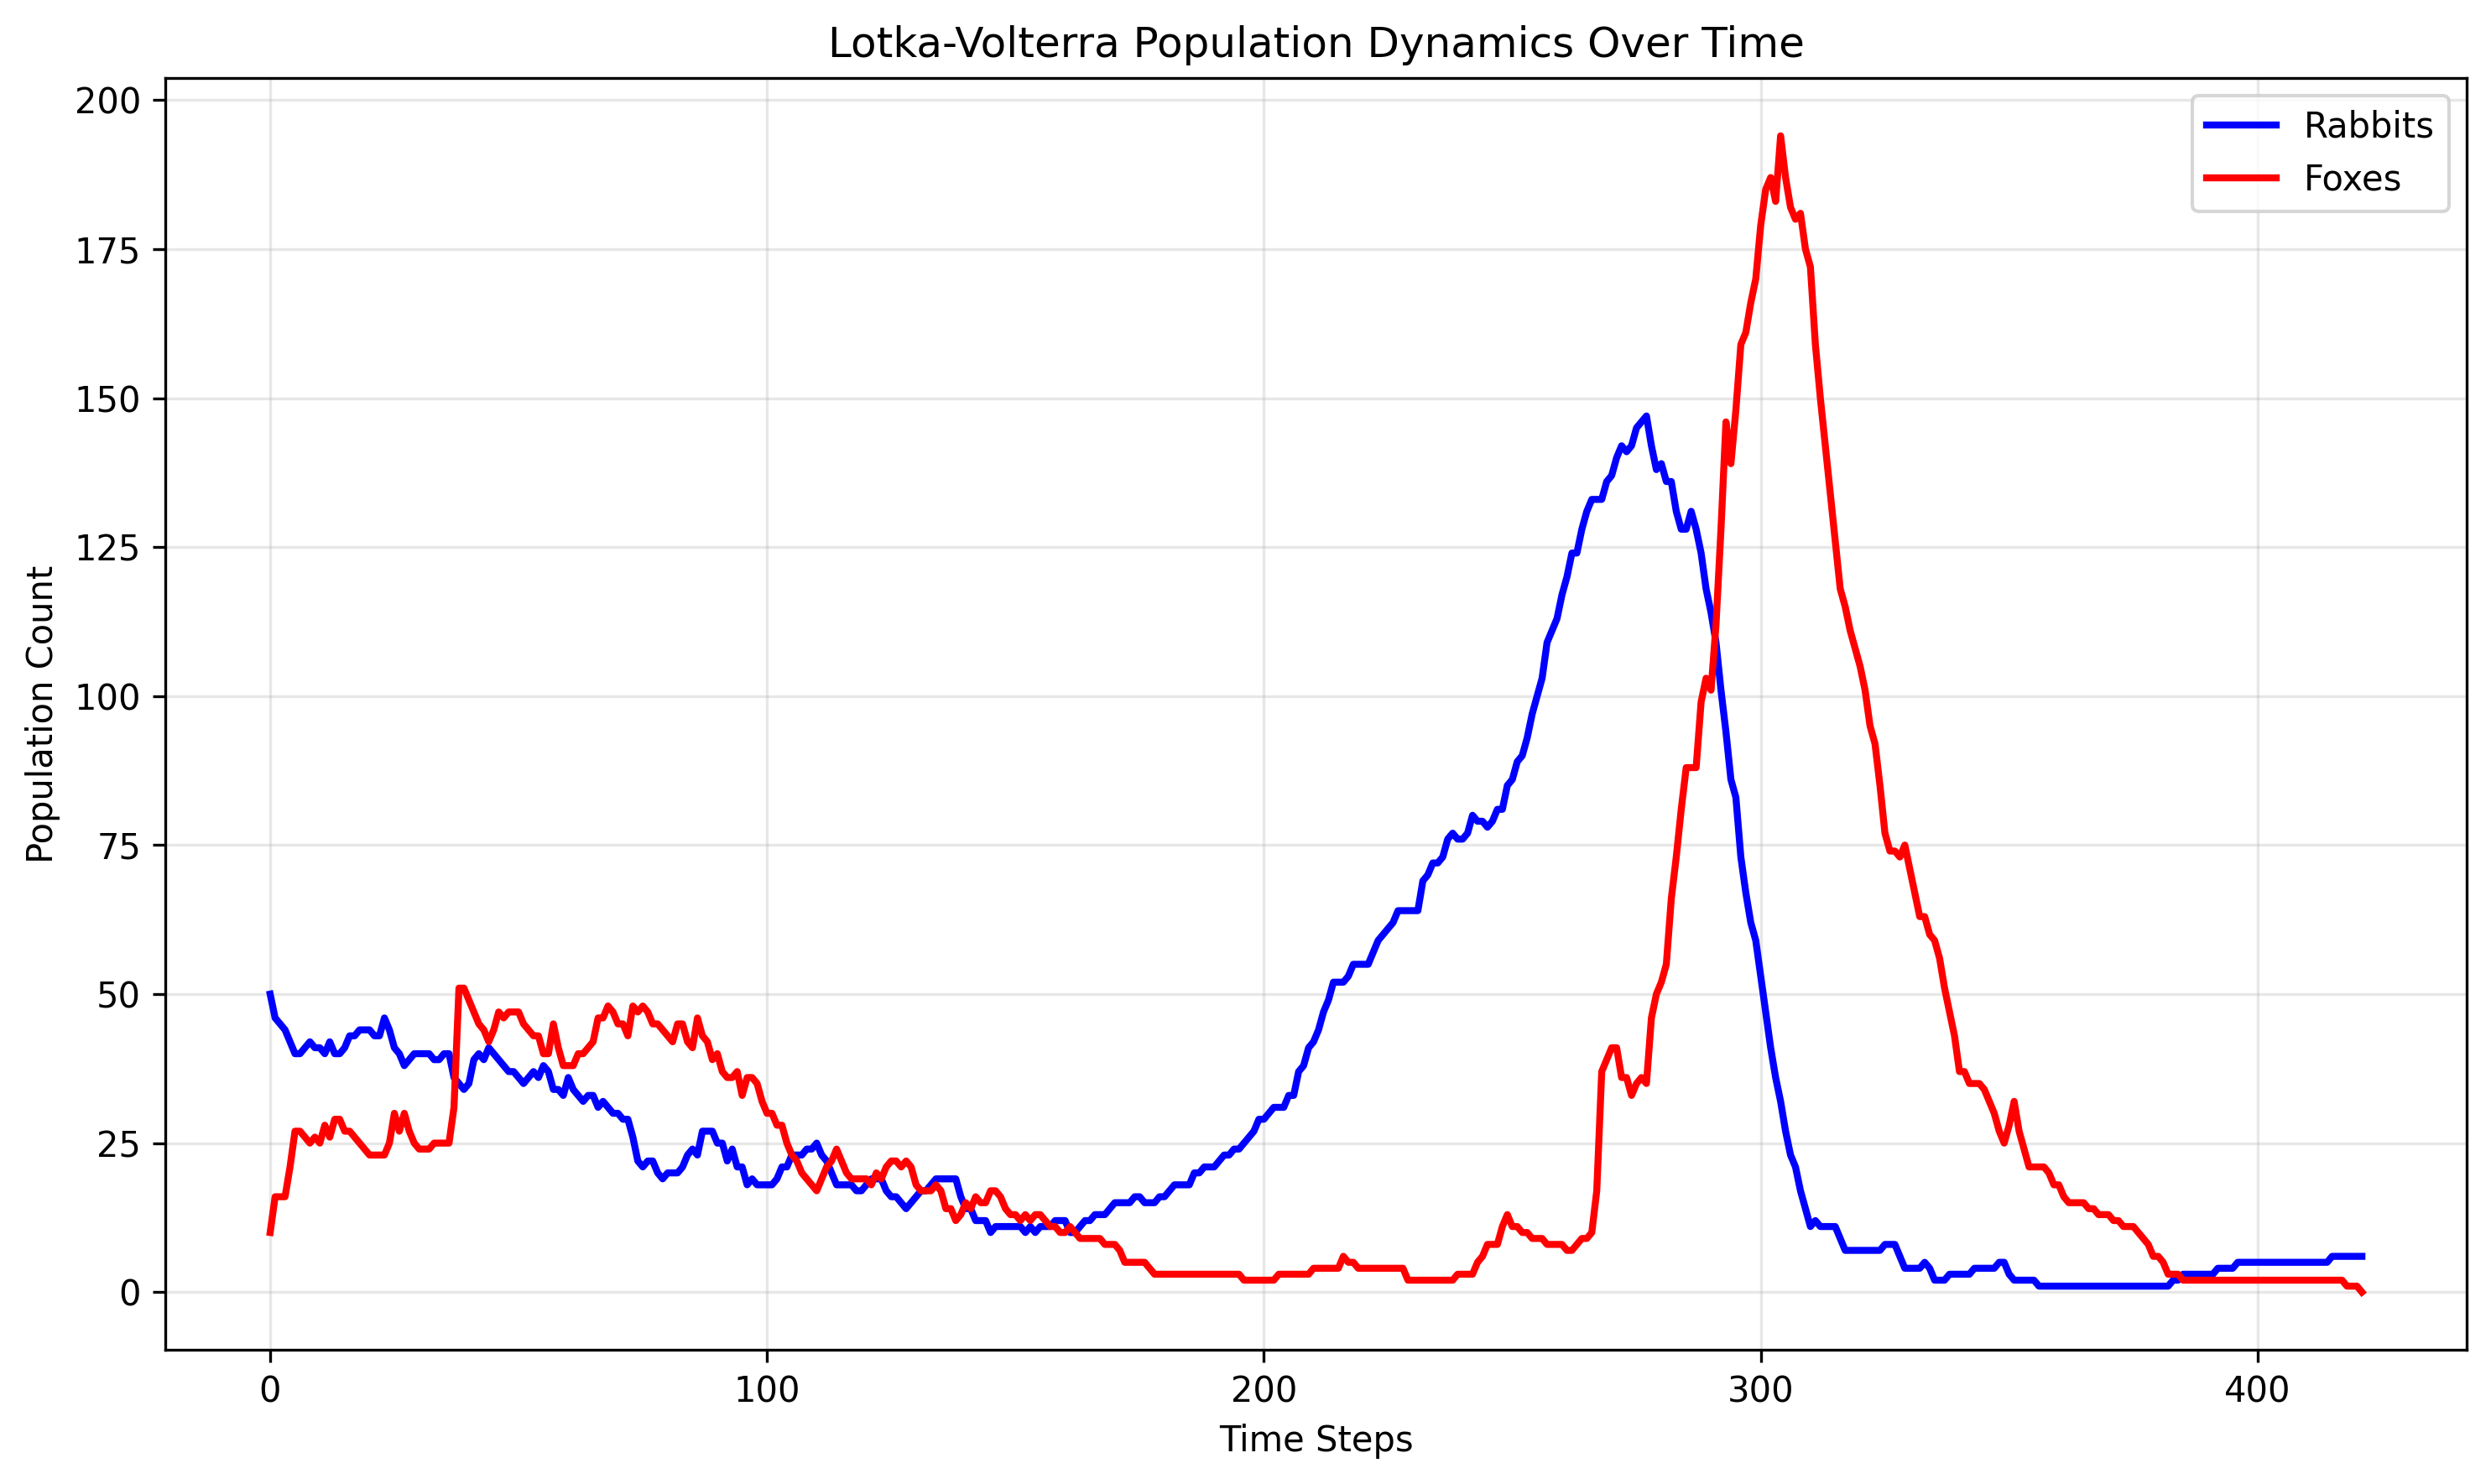 Lotka-Volterra Population Dynamics Over Time
Rabbits
Foxes
Population Count
200
175
150
125
100
75
50
25
0
0 100 200 300 400
Time Steps